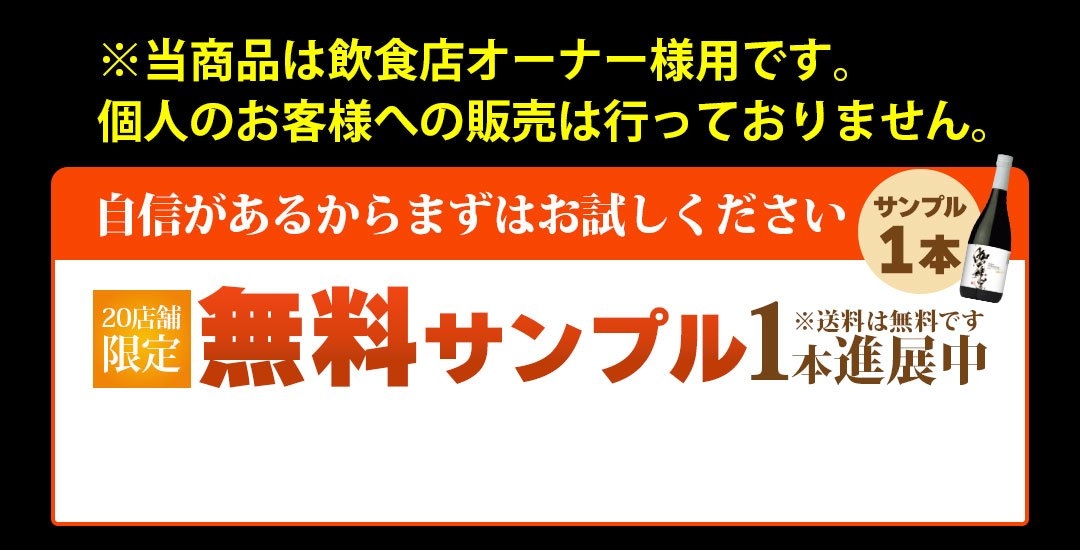 ※当商品は飲食店オーナー様用です。
個人のお客様への販売は行っておりません。
自信があるからまずはお試しください
サンプル
1本
20店舗
限定
無料サンプル1本進展中
※送料は無料です